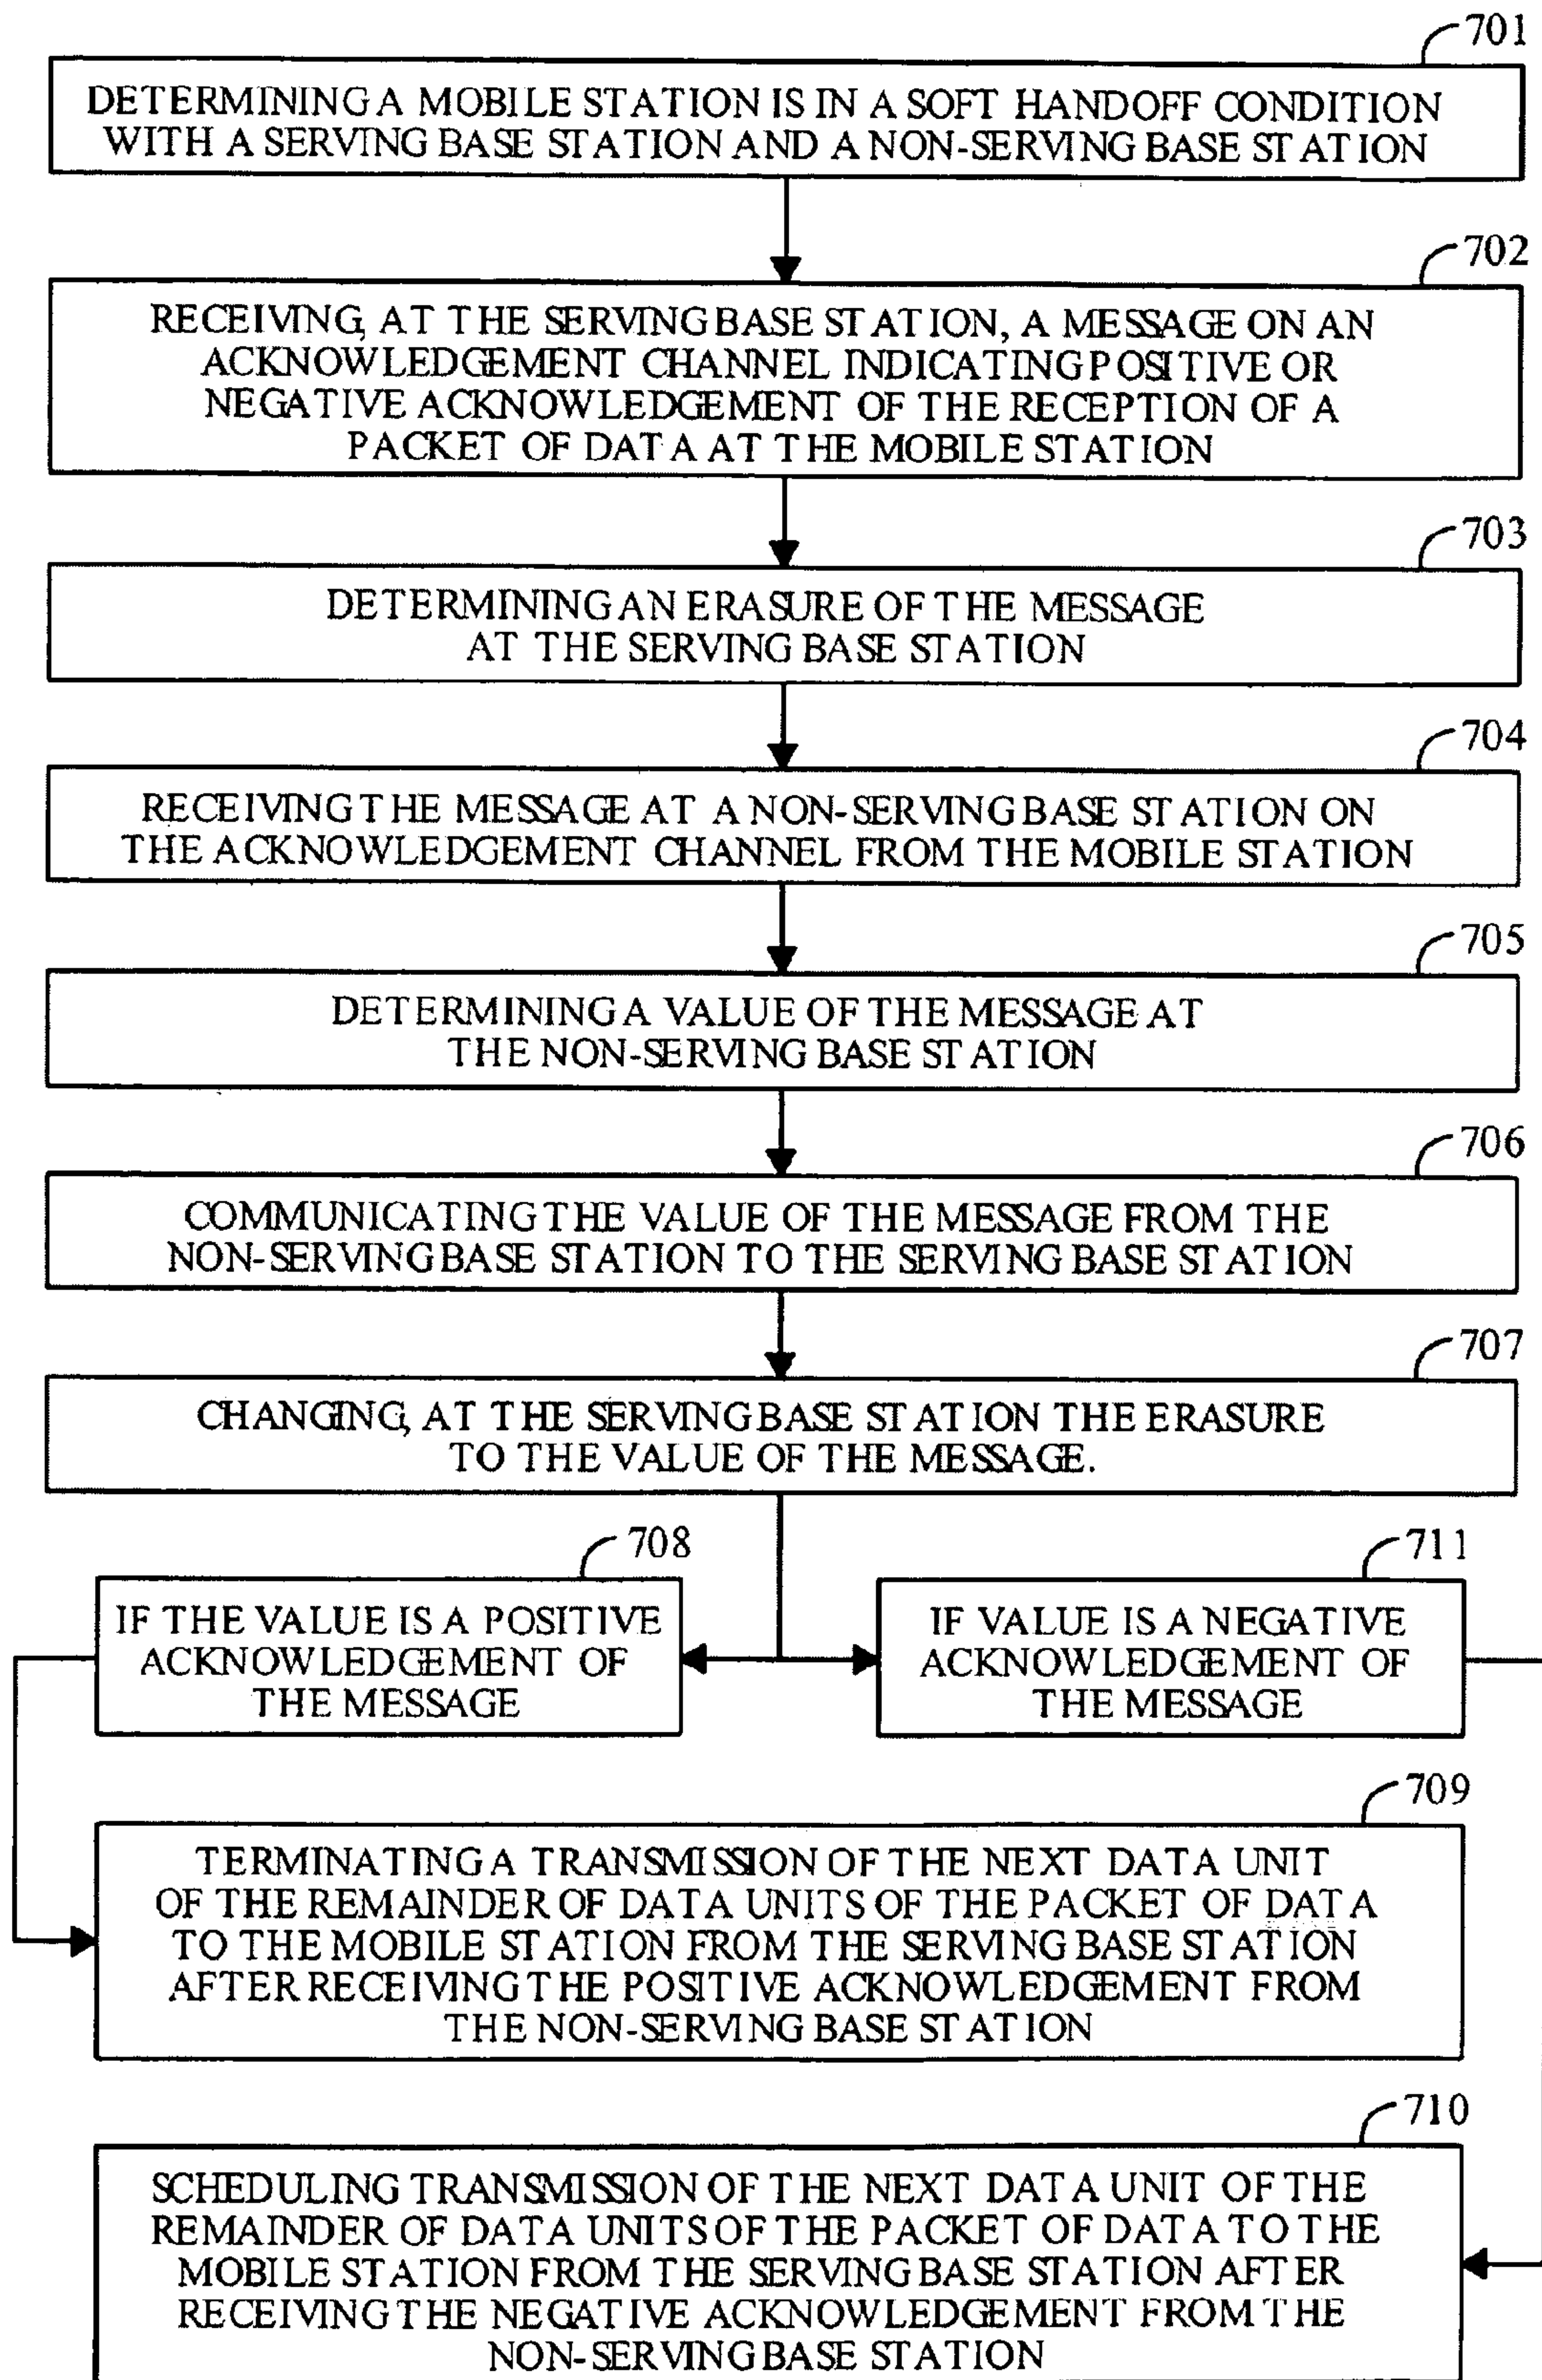 701
DETERMINING A MOBILE STATION IS IN A SOFT HANDOFF CONDITION
WITH A SERVING BASE STATION AND A NON-SERVING BASE STATION
702
RECEIVING, AT THE SERVING BASE STATION, A MESSAGE ON AN
ACKNOWLEDGEMENT CHANNEL INDICATING POSITIVE OR
NEGATIVE ACKNOWLEDGEMENT OF THE RECEPTION OF A
PACKET OF DATA AT THE MOBILE STATION
703
DETERMINING AN ERASURE OF THE MESSAGE
AT THE SERVING BASE STATION
704
RECEIVING THE MESSAGE AT A NON-SERVING BASE STATION ON
THE ACKNOWLEDGEMENT CHANNEL FROM THE MOBILE STATION
705
DETERMINING A VALUE OF THE MESSAGE AT
THE NON-SERVING BASE STATION
706
COMMUNICATING THE VALUE OF THE MESSAGE FROM THE
NON-SERVING BASE STATION TO THE SERVING BASE STATION
707
CHANGING, AT THE SERVING BASE STATION THE ERASURE
TO THE VALUE OF THE MESSAGE.
708
IF THE VALUE IS A POSITIVE
ACKNOWLEDGEMENT OF
THE MESSAGE
711
IF VALUE IS A NEGATIVE
ACKNOWLEDGEMENT OF
THE MESSAGE
709
TERMINATING A TRANSMISSION OF THE NEXT DATA UNIT
OF THE REMAINDER OF DATA UNITS OF THE PACKET OF DATA
TO THE MOBILE STATION FROM THE SERVING BASE STATION
AFTER RECEIVING THE POSITIVE ACKNOWLEDGEMENT FROM
THE NON-SERVING BASE STATION
710
SCHEDULING TRANSMISSION OF THE NEXT DATA UNIT OF THE
REMAINDER OF DATA UNITS OF THE PACKET OF DATA TO THE
MOBILE STATION FROM THE SERVING BASE STATION AFTER
RECEIVING THE NEGATIVE ACKNOWLEDGEMENT FROM THE
NON-SERVING BASE STATION